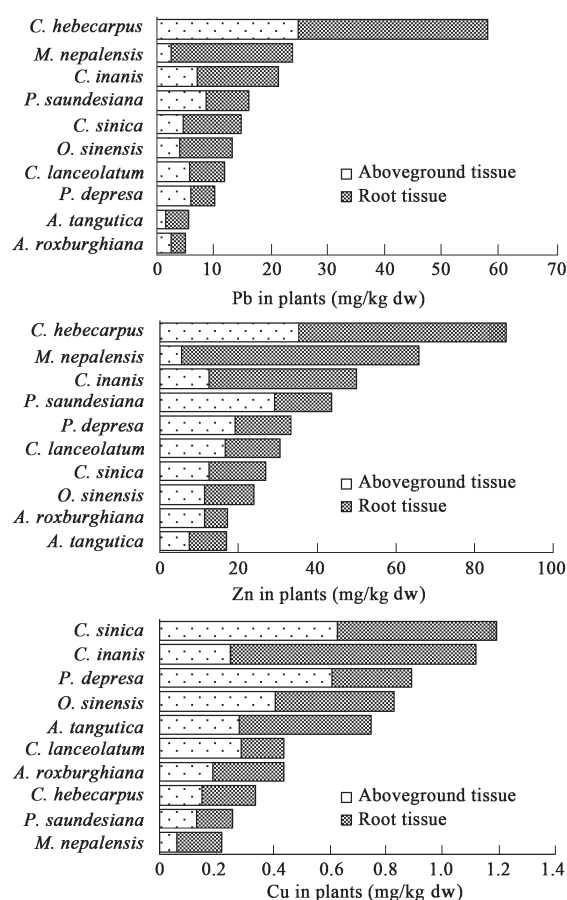 C. hebecarpus
M. nepalensis
C. inanis
P. saundesiana
C. sinica
O. sinensis
C. lanceolatum
P. depresa
A. tangutica
A. roxburghiana
Aboveground tissue
Root tissue
0 10 20 30 40 50 60 70
Pb in plants (mg/kg dw)
C. hebecarpus
M. nepalensis
C. inanis
P. saundesiana
P. depresa
C. lanceolatum
C. sinica
O. sinensis
A. roxburghiana
A. tangutica
Aboveground tissue
Root tissue
0 20 40 60 80 100
Zn in plants (mg/kg dw)
C. sinica
C. inanis
P. depresa
O. sinensis
A. tangutica
C. lanceolatum
A. roxburghiana
C. hebecarpus
P. saundesiana
M. nepalensis
Aboveground tissue
Root tissue
0 0.2 0.4 0.6 0.8 1.0 1.2 1.4
Cu in plants (mg/kg dw)